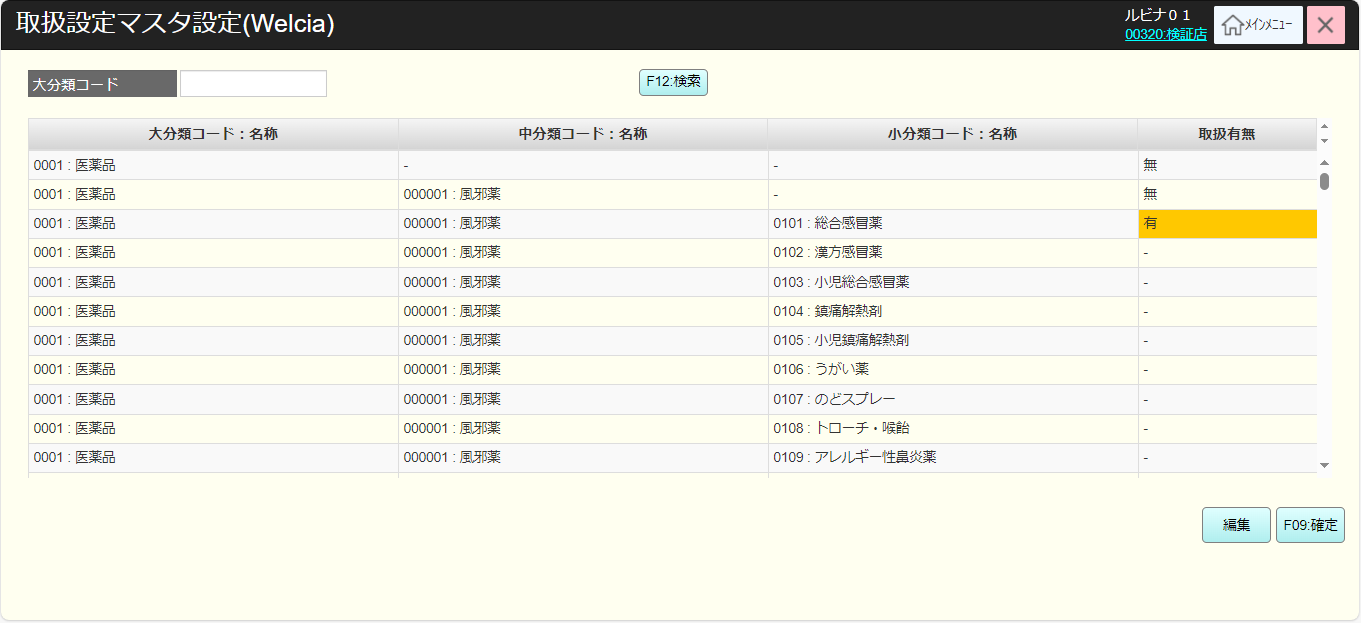 取扱設定マスタ設定(Welcia)
ルビナ０１
00320:検証店
メインメニュー
大分類コード
F12:検索
大分類コード：名称 中分類コード：名称 小分類コード：名称 取扱有無
0001 : 医薬品 - - 無
0001 : 医薬品 000001 : 風邪薬 - 無
0001 : 医薬品 000001 : 風邪薬 0101 : 総合感冒薬 有
0001 : 医薬品 000001 : 風邪薬 0102 : 漢方感冒薬 -
0001 : 医薬品 000001 : 風邪薬 0103 : 小児総合感冒薬 -
0001 : 医薬品 000001 : 風邪薬 0104 : 鎮痛解熱剤 -
0001 : 医薬品 000001 : 風邪薬 0105 : 小児鎮痛解熱剤 -
0001 : 医薬品 000001 : 風邪薬 0106 : うがい薬 -
0001 : 医薬品 000001 : 風邪薬 0107 : のどスプレー -
0001 : 医薬品 000001 : 風邪薬 0108 : トローチ・喉飴 -
0001 : 医薬品 000001 : 風邪薬 0109 : アレルギー性鼻炎薬 -
編集
F09:確定